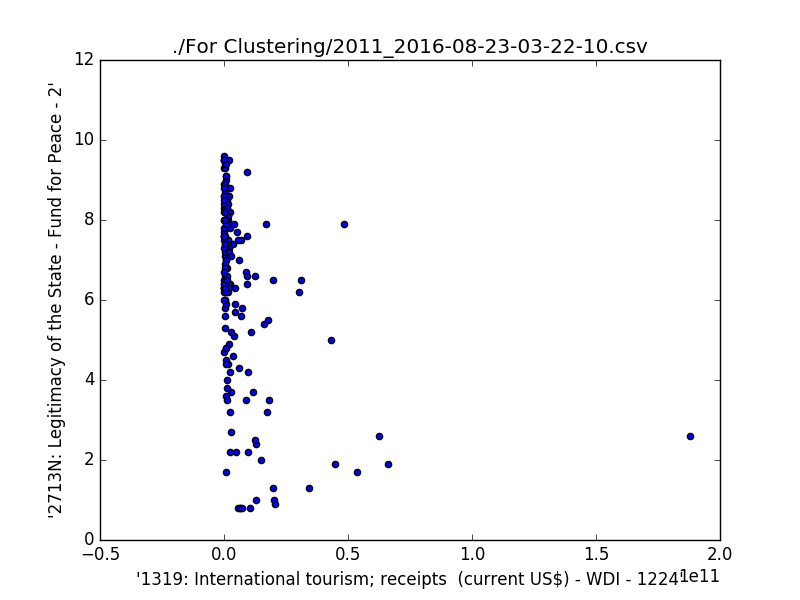 ./For Clustering/2011_2016-08-23-03-22-10.csv
'2713N: Legitimacy of the State - Fund for Peace - 2'
12
10
8
6
4
2
0
−0.5 0.0 0.5 1.0 1.5 2.0
1e11
'1319: International tourism; receipts (current US$) - WDI - 1224'